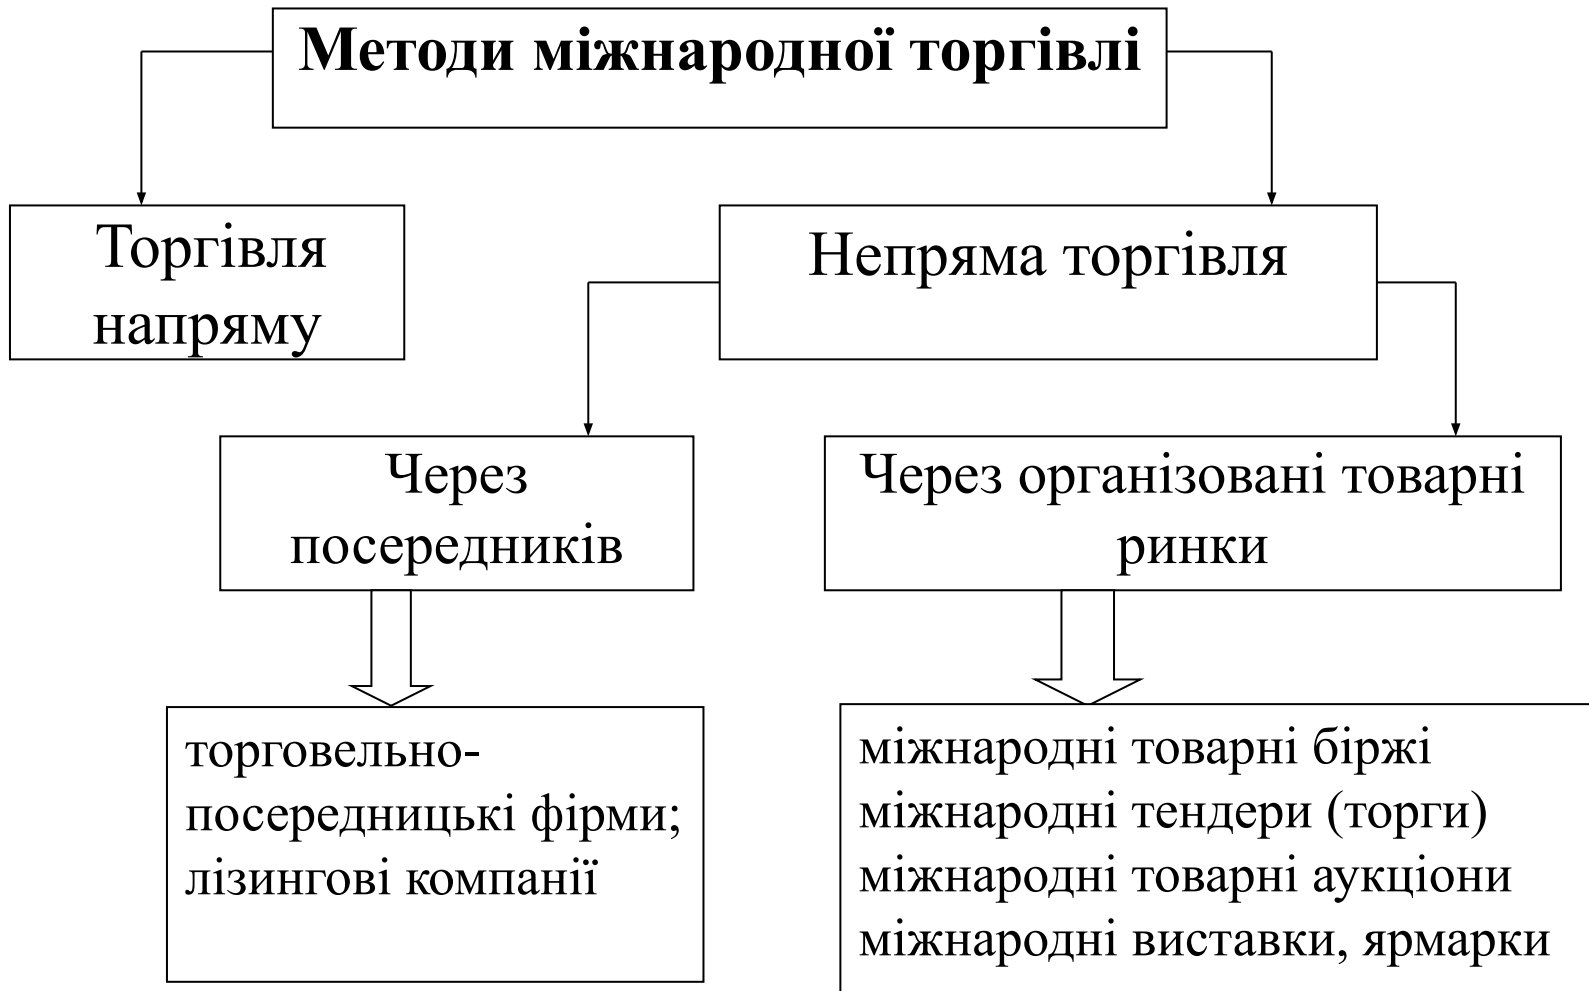 Методи міжнародної торгівлі
Торгівля
напряму
Непряма торгівля
Через
посередників
Через організовані товарні
ринки
торговельно-
посередницькі фірми;
лізингові компанії
міжнародні товарні біржі
міжнародні тендери (торги)
міжнародні товарні аукціони
міжнародні виставки, ярмарки